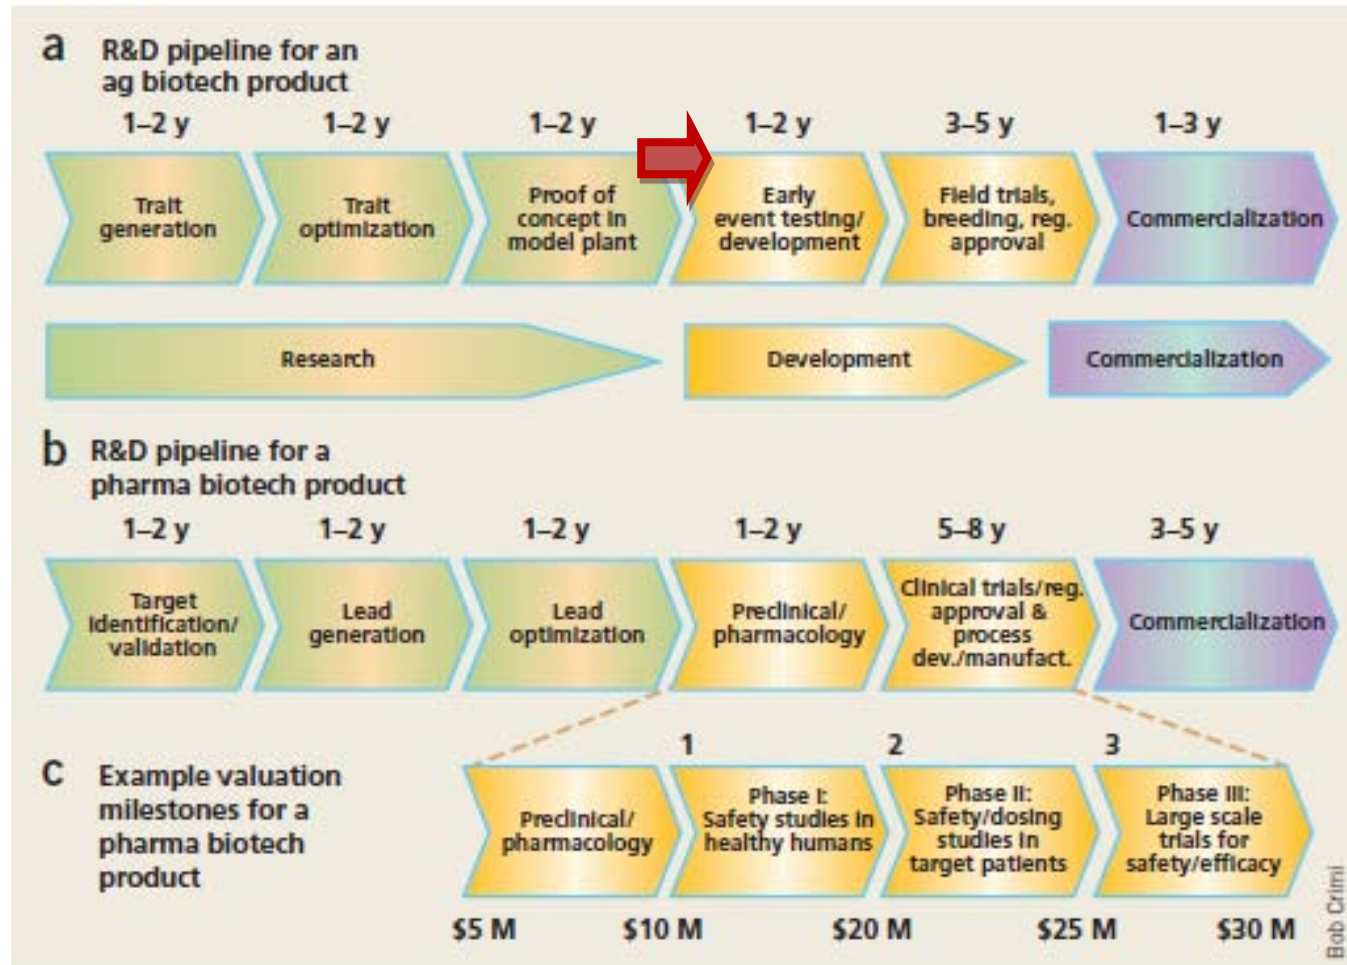 a
R&D pipeline for an
ag biotech product
1–2 y
1–2 y
1–2 y
1–2 y
3–5 y
1–3 y
Trait
generation
Trait
optimization
Proof of
concept in
model plant
Early
event testing/
development
Field trials,
breeding, reg.
approval
Commercialization
Research
Development
Commercialization
b
R&D pipeline for a
pharma biotech product
1–2 y
1–2 y
1–2 y
1–2 y
5–8 y
3–5 y
Target
identification/
validation
Lead
generation
Lead
optimization
Preclinical/
pharmacology
Clinical trials/reg.
approval &
process
dev./manufact.
Commercialization
c
Example valuation
milestones for a
pharma biotech
product
1
2
3
Preclinical/
pharmacology
Phase I:
Safety studies in
healthy humans
Phase II:
Safety/dosing
studies in
target patients
Phase III:
Large scale
trials for
safety/efficacy
$5 M
$10 M
$20 M
$25 M
$30 M
Bob Crimi